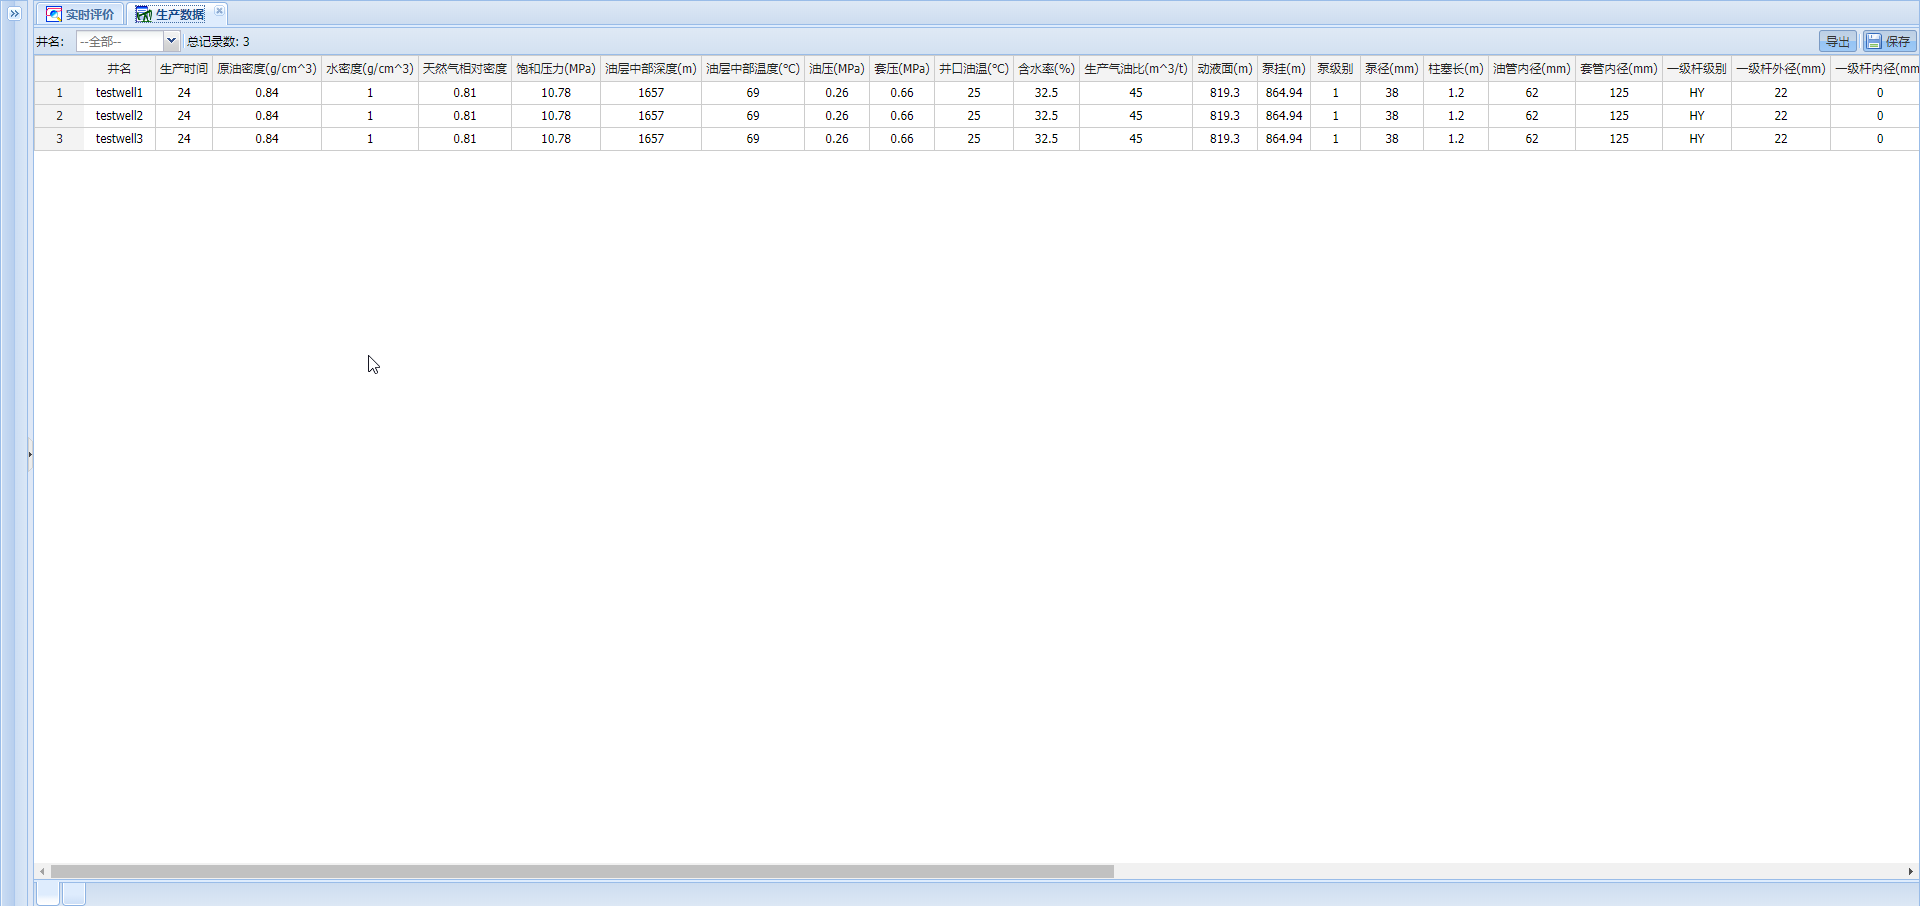 实时评价 生产数据
井名: --全部-- 总记录数: 3 导出 保存
井名 生产时间 原油密度(g/cm^3) 水密度(g/cm^3) 天然气相对密度 饱和压力(MPa) 油层中部深度(m) 油层中部温度(°C) 油压(MPa) 套压(MPa) 井口油温(°C) 含水率(%) 生产气油比(m^3/t) 动液面(m) 泵挂(m) 泵级别 泵径(mm) 柱塞长(m) 油管内径(mm) 套管内径(mm) 一级杆级别 一级杆外径(mm) 一级杆内径(mm
1 testwell1 24 0.84 1 0.81 10.78 1657 69 0.26 0.66 25 32.5 45 819.3 864.94 1 38 1.2 62 125 HY 22 0
2 testwell2 24 0.84 1 0.81 10.78 1657 69 0.26 0.66 25 32.5 45 819.3 864.94 1 38 1.2 62 125 HY 22 0
3 testwell3 24 0.84 1 0.81 10.78 1657 69 0.26 0.66 25 32.5 45 819.3 864.94 1 38 1.2 62 125 HY 22 0